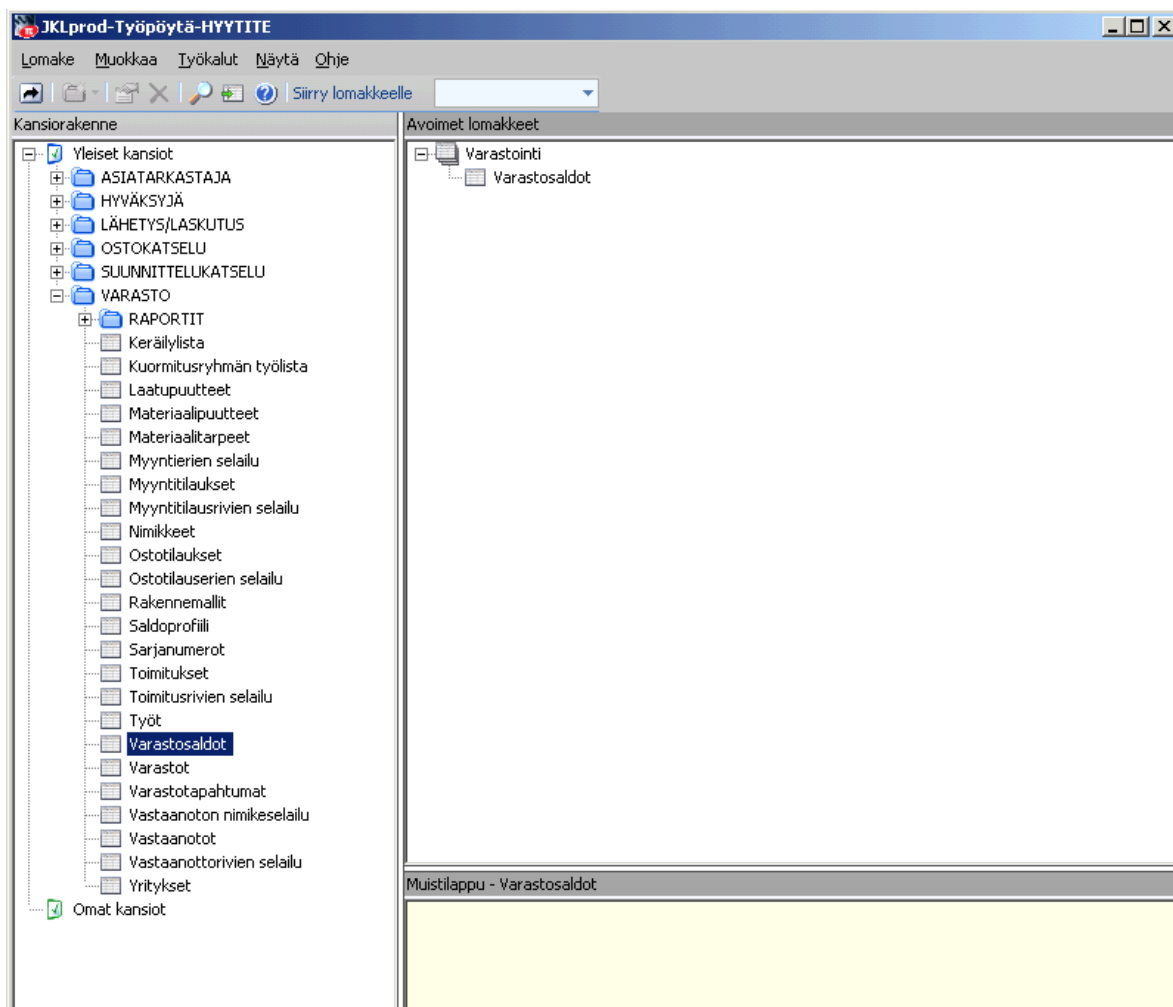 JKLprod-Työpöytä-HYYTITE
Lomake Muokkaa Työkalut Näytä Ohje
Siirry lomakkeelle
Kansiorakenne
Yleiset kansiot
ASIATARKASTAJA
HYVÄKSYJÄ
LÄHETYS/LASKUTUS
OSTOKATSELU
SUUNNITTELUKATSELU
VARASTO
RAPORTIT
Keräilylista
Kuormitusryhmän työlista
Laatupuutteet
Materiaalipuutteet
Materiaalitarpeet
Myyntierien selailu
Myyntitilaukset
Myyntitilausrivien selailu
Nimikkeet
Ostotilaukset
Ostotilauserien selailu
Rakennemallit
Saldoprofiili
Sarjanumerot
Toimitukset
Toimitusrivien selailu
Työt
Varastosaldot
Varastot
Varastotapahtumat
Vastaanoton nimikeselailu
Vastaanotot
Vastaanottorivien selailu
Yritykset
Omat kansiot
Avoimet lomakkeet
Varastointi
Varastosaldot
Muistilappu - Varastosaldot